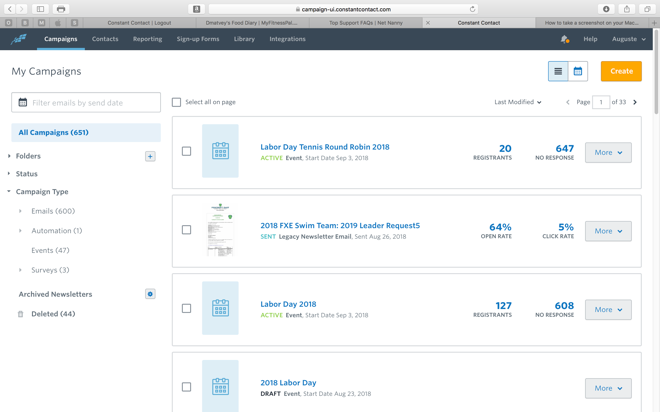 campaign-ui.constantcontact.com
Constant Contact | Logout
Dmatvey's Food Diary | MyFitnessPal...
Top Support FAQs | Net Nanny
Constant Contact
How to take a screenshot on your Mac...
Campaigns
Contacts
Reporting
Sign-up Forms
Library
Integrations
Help
Auguste
My Campaigns
Create
Filter emails by send date
Select all on page
Last Modified
Page 1 of 33
All Campaigns (651)
Folders
Status
Campaign Type
Emails (600)
Automation (1)
Events (47)
Surveys (3)
Archived Newsletters
Deleted (44)
Labor Day Tennis Round Robin 2018
ACTIVE Event, Start Date Sep 3, 2018
20
REGISTRANTS
647
NO RESPONSE
More
2018 FXE Swim Team: 2019 Leader Request5
SENT Legacy Newsletter Email, Sent Aug 26, 2018
64%
OPEN RATE
5%
CLICK RATE
More
Labor Day 2018
ACTIVE Event, Start Date Sep 3, 2018
127
REGISTRANTS
608
NO RESPONSE
More
2018 Labor Day
DRAFT Event, Start Date Aug 23, 2018
More